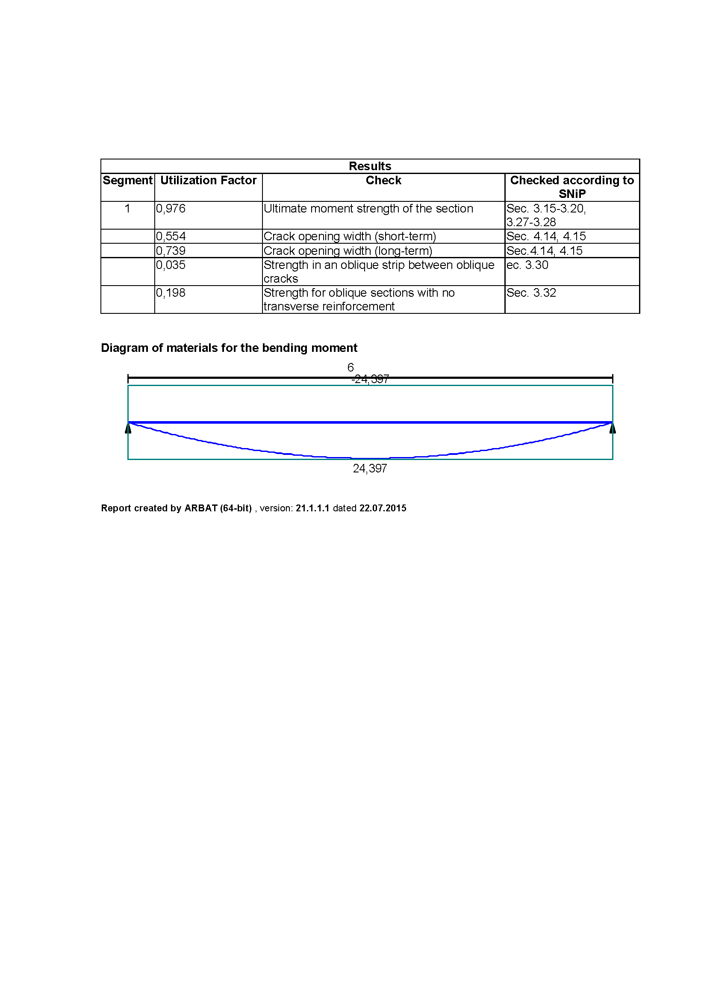 Results
Segment Utilization Factor Check Checked according to
SNiP
1 0,976 Ultimate moment strength of the section Sec. 3.15-3.20,
3.27-3.28
0,554 Crack opening width (short-term) Sec. 4.14, 4.15
0,739 Crack opening width (long-term) Sec.4.14, 4.15
0,035 Strength in an oblique strip between oblique ec. 3.30
cracks
0,198 Strength for oblique sections with no Sec. 3.32
transverse reinforcement
Diagram of materials for the bending moment
6
-24,397
24,397
Report created by ARBAT (64-bit) , version: 21.1.1.1 dated 22.07.2015